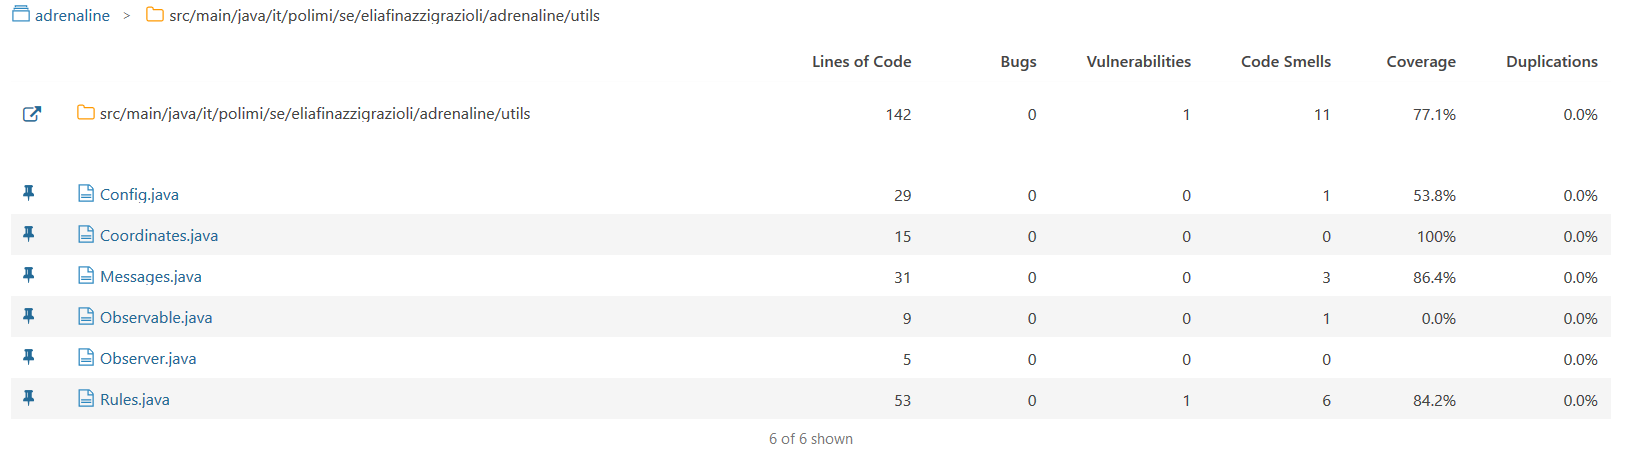 adrenaline > src/main/java/it/polimi/se/eliafinazzigrazioli/adrenaline/utils
Lines of Code Bugs Vulnerabilities Code Smells Coverage Duplications
src/main/java/it/polimi/se/eliafinazzigrazioli/adrenaline/utils 142 0 1 11 77.1% 0.0%
Config.java 29 0 0 1 53.8% 0.0%
Coordinates.java 15 0 0 0 100% 0.0%
Messages.java 31 0 0 3 86.4% 0.0%
Observable.java 9 0 0 1 0.0% 0.0%
Observer.java 5 0 0 0 0.0%
Rules.java 53 0 1 6 84.2% 0.0%
6 of 6 shown